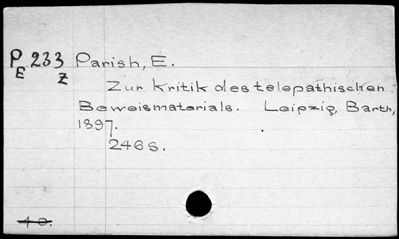 P 233 Parish, E.
E Z
Zur Kritik des telepathischen
Beweismaterials. Leipzig, Barth,
1897.
246 s.
4 o.